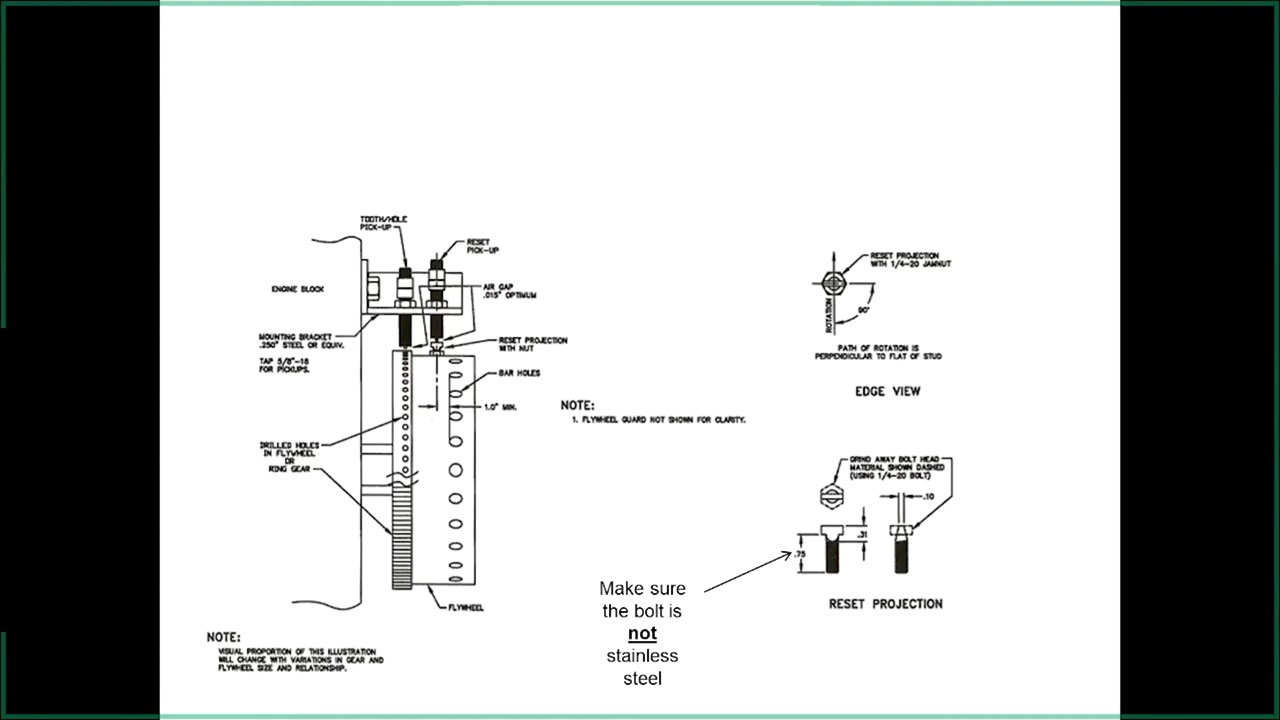 TOOTH/HOLE
PICK-UP
RESET
PICK-UP
ENGINE BLOCK
AIR GAP
.015" OPTIMUM
MOUNTING BRACKET
.250" STEEL OR EQUIV.
TAP 5/8"-18
FOR PICKUPS.
RESET PROJECTION
WITH NUT
BAR HOLES
1.0" MIN.
DRILLED HOLES
IN FLYWHEEL
OR
RING GEAR
FLYWHEEL
NOTE:
VISUAL PROPORTION OF THIS ILLUSTRATION
WILL CHANGE WITH VARIATIONS IN GEAR AND
FLYWHEEL SIZE AND RELATIONSHIP.
NOTE:
1. FLYWHEEL GUARD NOT SHOWN FOR CLARITY.
Make sure
the bolt is
not
stainless
steel
RESET PROJECTION
WITH 1/4-20 JAMNUT
ROTATION
90°
PATH OF ROTATION IS
PERPENDICULAR TO FLAT OF STUD
EDGE VIEW
GRIND AWAY BOLT HEAD
MATERIAL SHOWN DASHED
(USING 1/4-20 BOLT)
.10
.31
.75
RESET PROJECTION